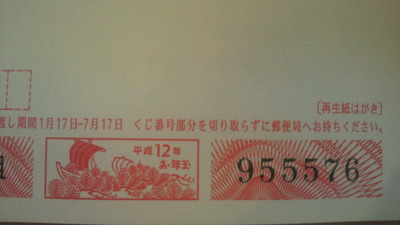 〔再生紙はがき〕
渡し期間1月17日→7月17日 くじ番号部分を切り取らずに郵便局へお持ちください。
平成12年
お年玉
955576